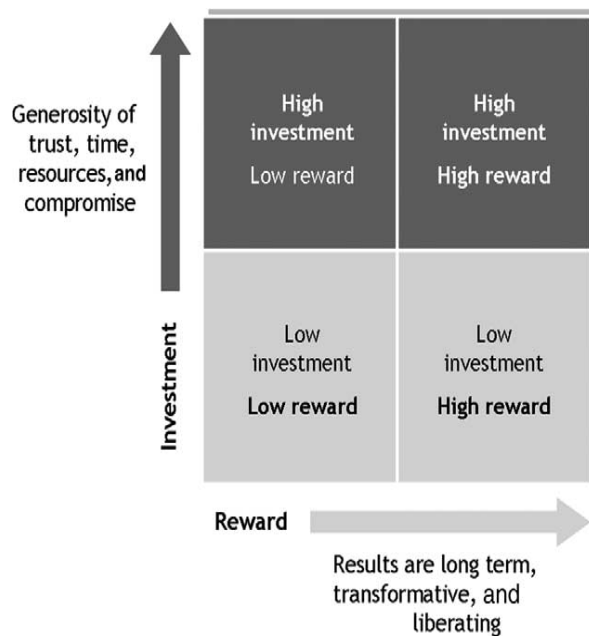 Generosity of
trust, time,
resources, and
compromise
Investment
High
investment
Low reward
High
investment
High reward
Low
investment
Low reward
Low
investment
High reward
Reward
Results are long term,
transformative, and
liberating